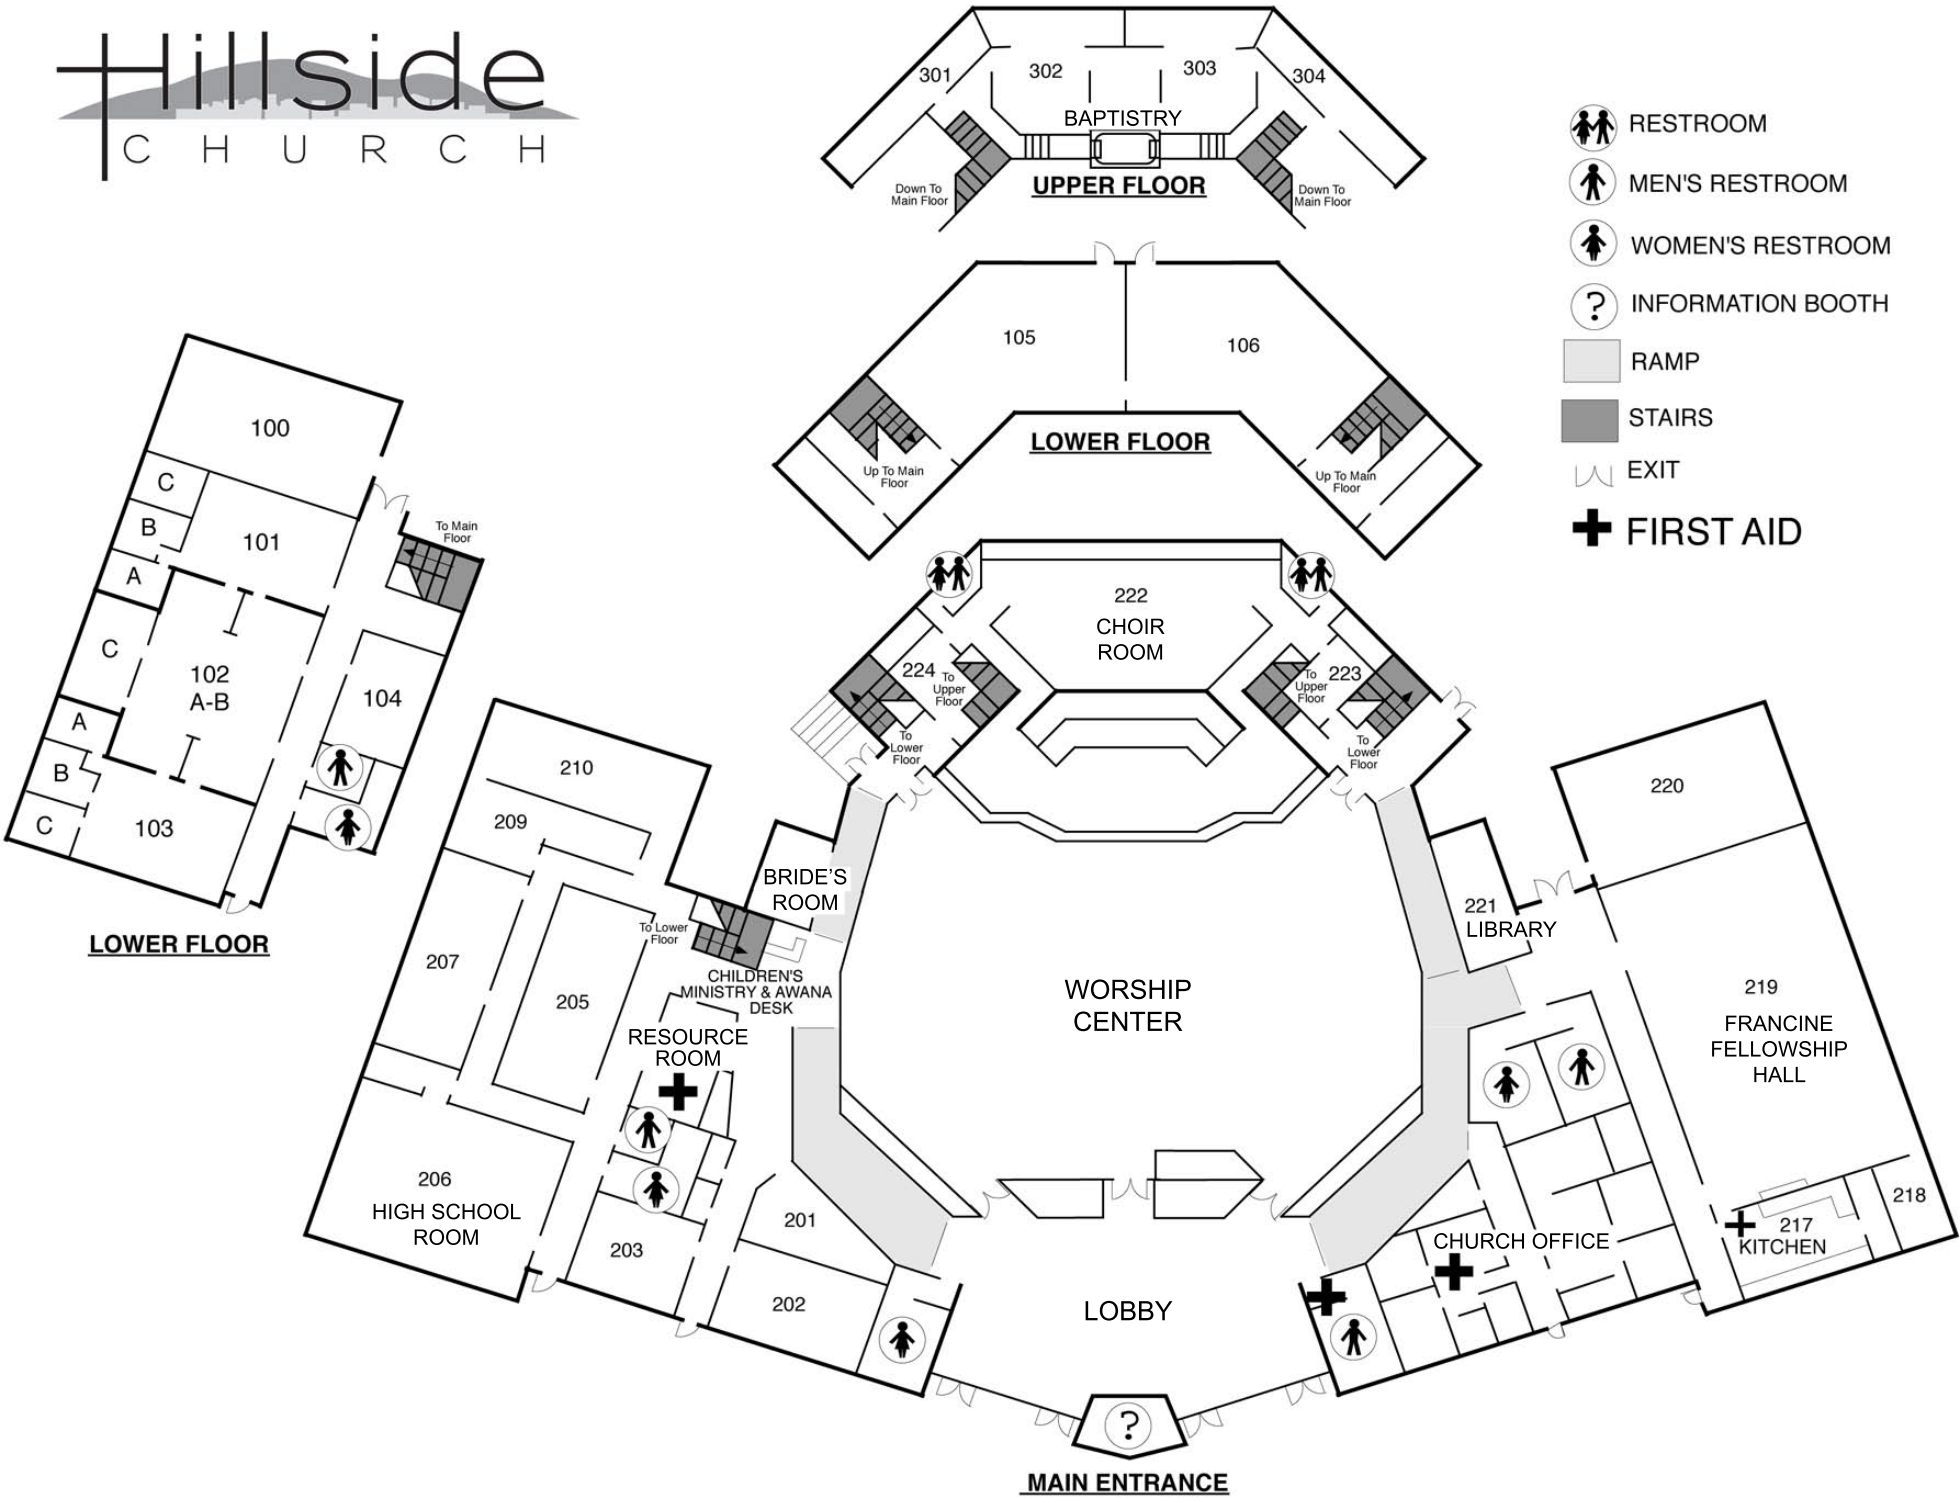 Hillside
CHURCH
301
302
303
304
BAPTISTRY
Down To
Main Floor
UPPER FLOOR
Down To
Main Floor
RESTROOM
MEN'S RESTROOM
WOMEN'S RESTROOM
? INFORMATION BOOTH
RAMP
STAIRS
EXIT
FIRST AID
105
106
LOWER FLOOR
Up To Main
Floor
Up To Main
Floor
100
C
B
A
101
To Main
Floor
C
102
A-B
104
A
B
C
103
LOWER FLOOR
222
CHOIR
ROOM
224
To
Upper
Floor
To
Lower
Floor
To
Upper
Floor
223
To
Lower
Floor
210
209
207
205
BRIDE'S
ROOM
To Lower
Floor
CHILDREN'S
MINISTRY & AWANA
DESK
RESOURCE
ROOM
206
HIGH SCHOOL
ROOM
203
201
202
WORSHIP
CENTER
220
221
LIBRARY
219
FRANCINE
FELLOWSHIP
HALL
218
217
KITCHEN
CHURCH OFFICE
LOBBY
?
MAIN ENTRANCE